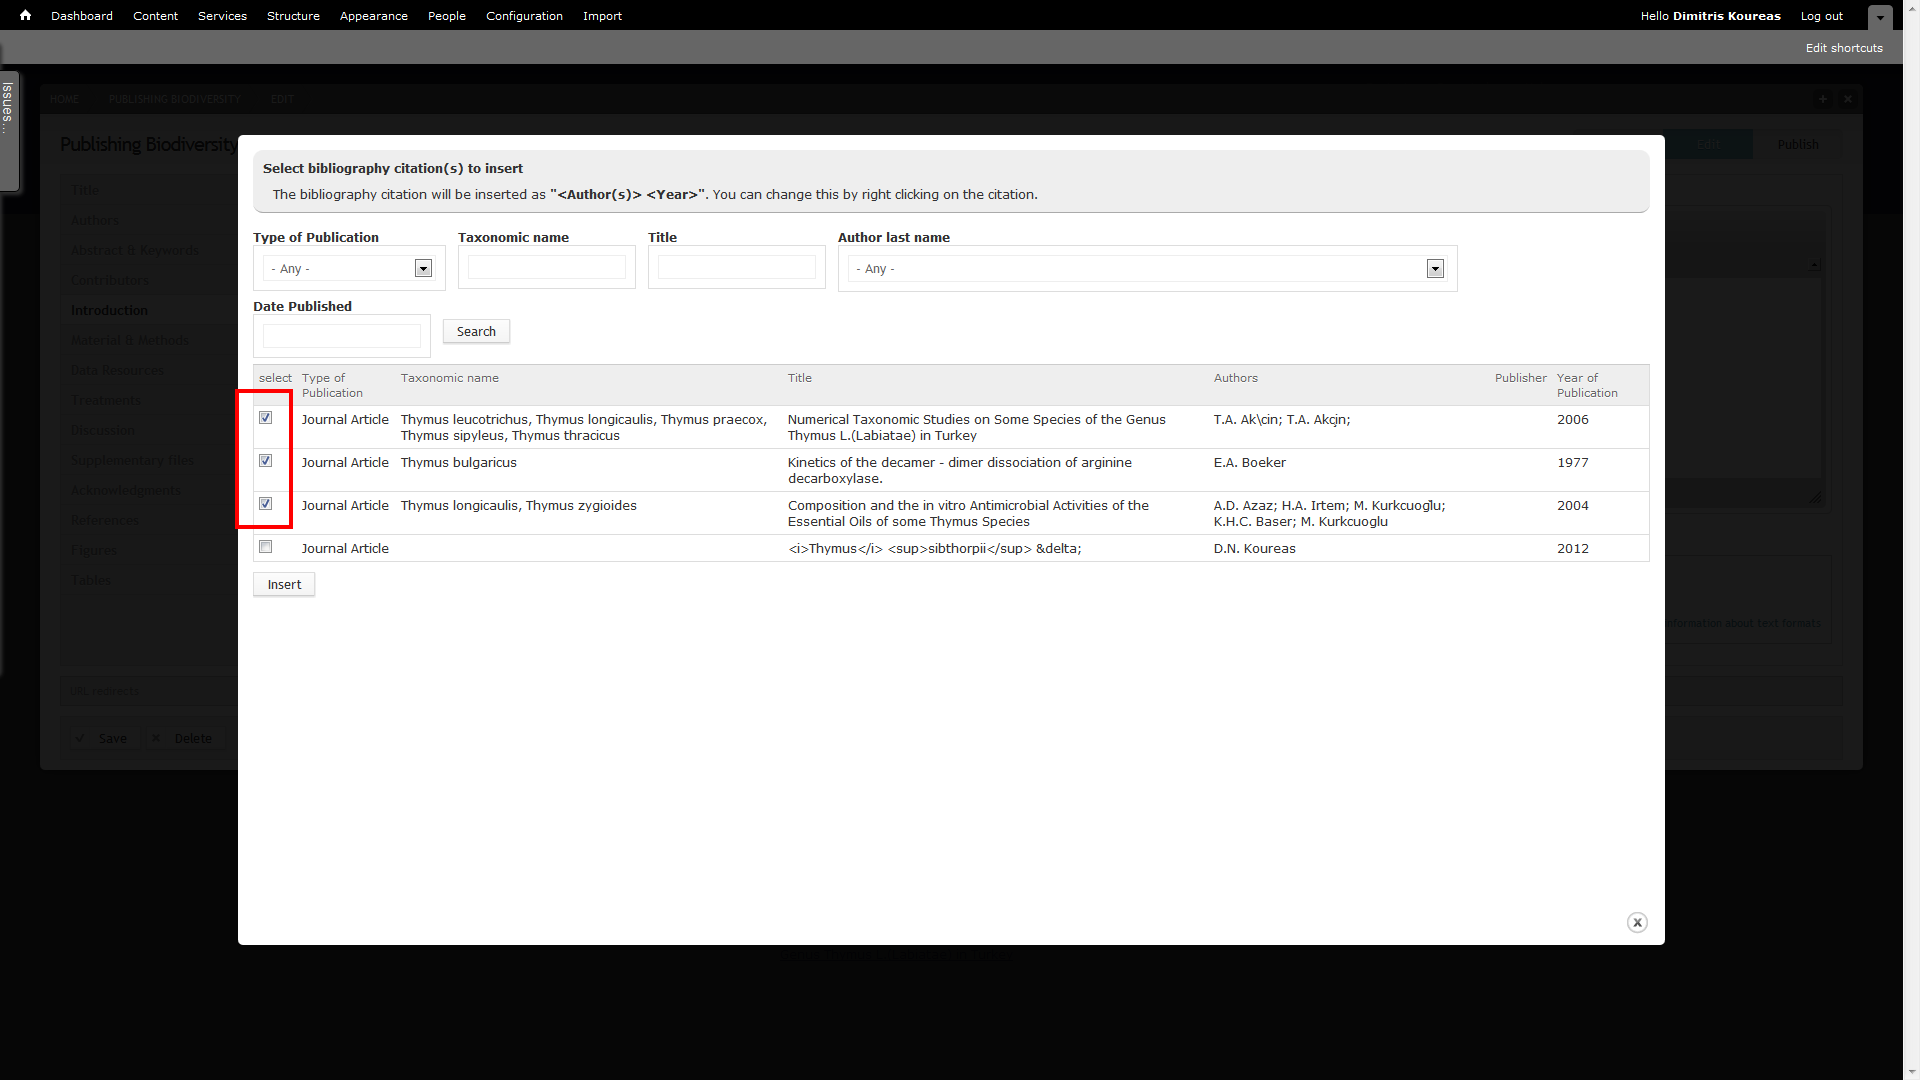 Dashboard Content Services Structure Appearance People Configuration Import Hello Dimitris Koureas Log out
Edit shortcuts
Issues...
HOME PUBLISHING BIODIVERSITY EDIT
Publishing Biodiversity Edit Publish
Title
Authors
Abstract & Keywords
Contributors
Introduction
Material & Methods
Data Resources
Treatments
Discussion
Supplementary files
Acknowledgments
References
Figures
Tables
URL redirects
Save Delete
information about text formats
Select bibliography citation(s) to insert
The bibliography citation will be inserted as "<Author(s)> <Year>". You can change this by right clicking on the citation.
Type of Publication Taxonomic name Title Author last name
- Any - - Any -
Date Published
Search
select Type of Publication Taxonomic name Title Authors Publisher Year of Publication
Journal Article Thymus leucotrichus, Thymus longicaulis, Thymus praecox, Numerical Taxonomic Studies on Some Species of the Genus T.A. Ak\cin; T.A. Akçin; 2006
Thymus sipyleus, Thymus thracicus Thymus L.(Labiatae) in Turkey
Journal Article Thymus bulgaricus Kinetics of the decamer - dimer dissociation of arginine E.A. Boeker 1977
decarboxylase.
Journal Article Thymus longicaulis, Thymus zygioides Composition and the in vitro Antimicrobial Activities of the A.D. Azaz; H.A. Irtem; M. Kurkcuoğlu; 2004
Essential Oils of some Thymus Species K.H.C. Baser; M. Kurkcuoglu
Journal Article <i>Thymus</i> <sup>sibthorpii</sup> &delta; D.N. Koureas 2012
Insert